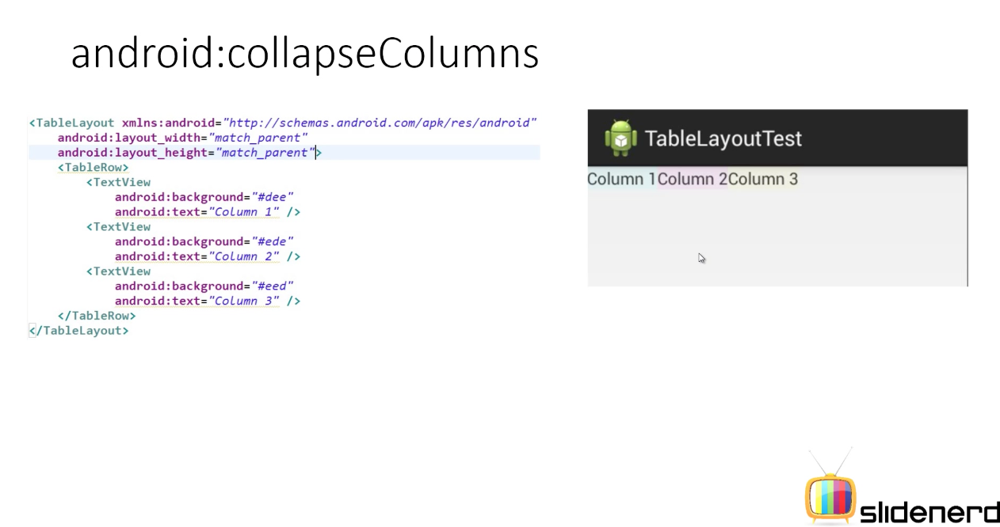 android:collapseColumns
<TableLayout xmlns:android="http://schemas.android.com/apk/res/android"
android:layout_width="match_parent"
android:layout_height="match_parent">
<TableRow>
<TextView
android:background="#dee"
android:text="Column 1" />
<TextView
android:background="#ede"
android:text="Column 2" />
<TextView
android:background="#eed"
android:text="Column 3" />
</TableRow>
</TableLayout>
TableLayoutTest
Column 1Column 2Column 3
slidenerd